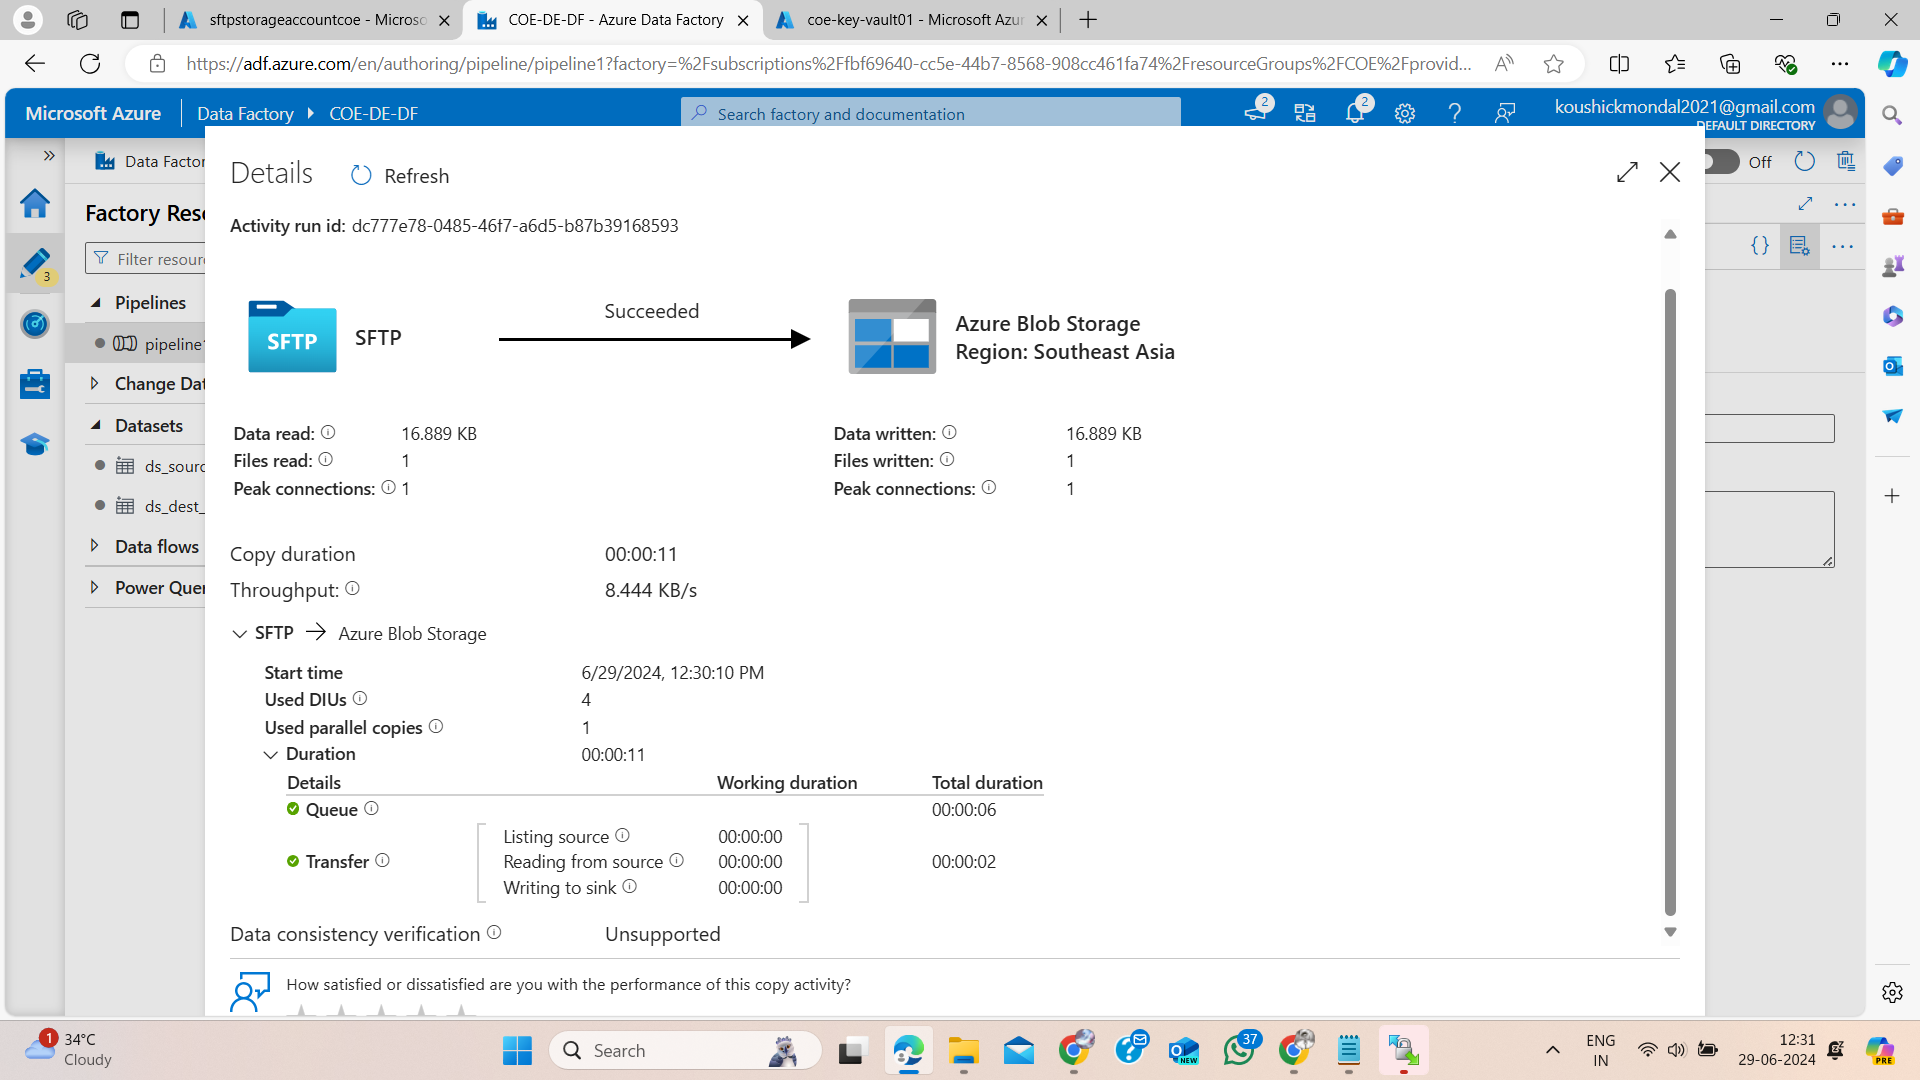 sftpstorageaccountcoe - Microso
COE-DE-DF - Azure Data Factory
coe-key-vault01 - Microsoft Azur
https://adf.azure.com/en/authoring/pipeline/pipeline1?factory=%2Fsubscriptions%2Ffbf69640-cc5e-44b7-8568-908cc461fa74%2FresourceGroups%2FCOE%2Fprovid...
Microsoft Azure
Data Factory
COE-DE-DF
Search factory and documentation
2
2
koushickmondal2021@gmail.com
DEFAULT DIRECTORY
Data Factor
Off
Factory Reso
Filter resour
3
Pipelines
pipeline1
Change Dat
Datasets
ds_sourc
ds_dest_
Data flows
Power Quer
Details
Refresh
Activity run id: dc777e78-0485-46f7-a6d5-b87b39168593
SFTP
SFTP
Succeeded
Azure Blob Storage
Region: Southeast Asia
Data read: 16.889 KB
Files read: 1
Peak connections: 1
Data written: 16.889 KB
Files written: 1
Peak connections: 1
Copy duration 00:00:11
Throughput: 8.444 KB/s
SFTP → Azure Blob Storage
Start time 6/29/2024, 12:30:10 PM
Used DIUs 4
Used parallel copies 1
Duration 00:00:11
Details Working duration Total duration
Queue 00:00:06
Listing source 00:00:00
Transfer Reading from source 00:00:00 00:00:02
Writing to sink 00:00:00
Data consistency verification Unsupported
How satisfied or dissatisfied are you with the performance of this copy activity?
1
34°C
Cloudy
Search
NEW
37
ENG
IN
12:31
29-06-2024
PRE